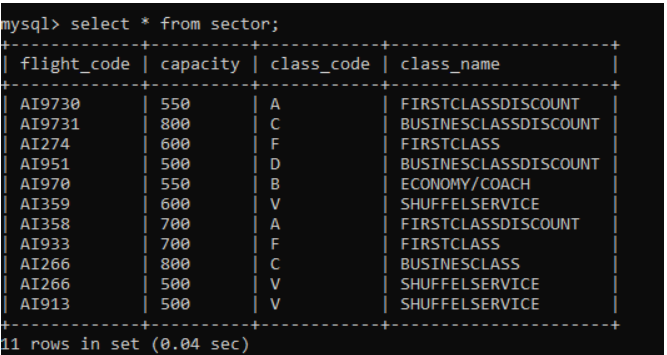 mysql> select * from sector;
+-------------+----------+------------+-----------------------+
| flight_code | capacity | class_code | class_name            |
+-------------+----------+------------+-----------------------+
| AI9730      | 550      | A          | FIRSTCLASSDISCOUNT    |
| AI9731      | 800      | C          | BUSINESCLASSDISCOUNT  |
| AI274       | 600      | F          | FIRSTCLASS            |
| AI951       | 500      | D          | BUSINESCLASSDISCOUNT  |
| AI970       | 550      | B          | ECONOMY/COACH         |
| AI359       | 600      | V          | SHUFFELSERVICE        |
| AI358       | 700      | A          | FIRSTCLASSDISCOUNT    |
| AI933       | 700      | F          | FIRSTCLASS            |
| AI266       | 800      | C          | BUSINESCLASS          |
| AI266       | 500      | V          | SHUFFELSERVICE        |
| AI913       | 500      | V          | SHUFFELSERVICE        |
+-------------+----------+------------+-----------------------+
11 rows in set (0.04 sec)